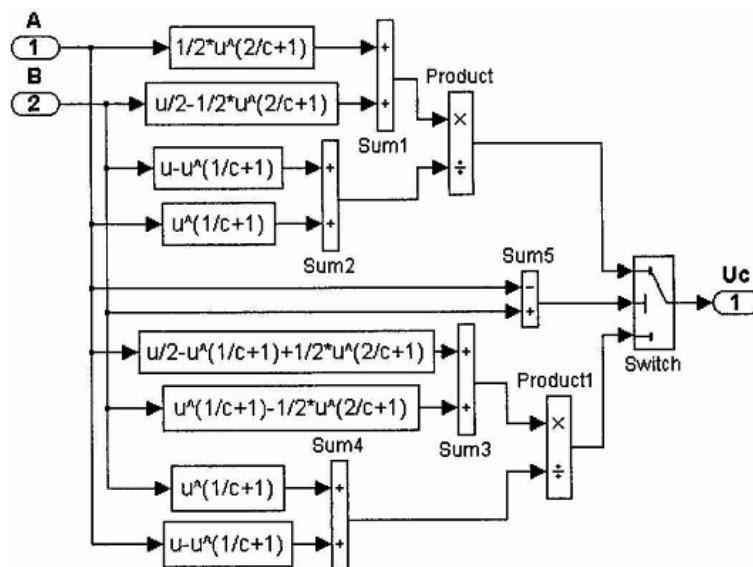 A
1
1/2*u^(2/c+1)
+
Product
B
2
u/2-1/2*u^(2/c+1)
+
×
Sum1
u-u^(1/c+1)
+
÷
u^(1/c+1)
+
Sum2
Sum5
Uc
−
1
+
u/2-u^(1/c+1)+1/2*u^(2/c+1)
+
Switch
Product1
u^(1/c+1)-1/2*u^(2/c+1)
+
×
Sum4
Sum3
u^(1/c+1)
+
÷
u-u^(1/c+1)
+